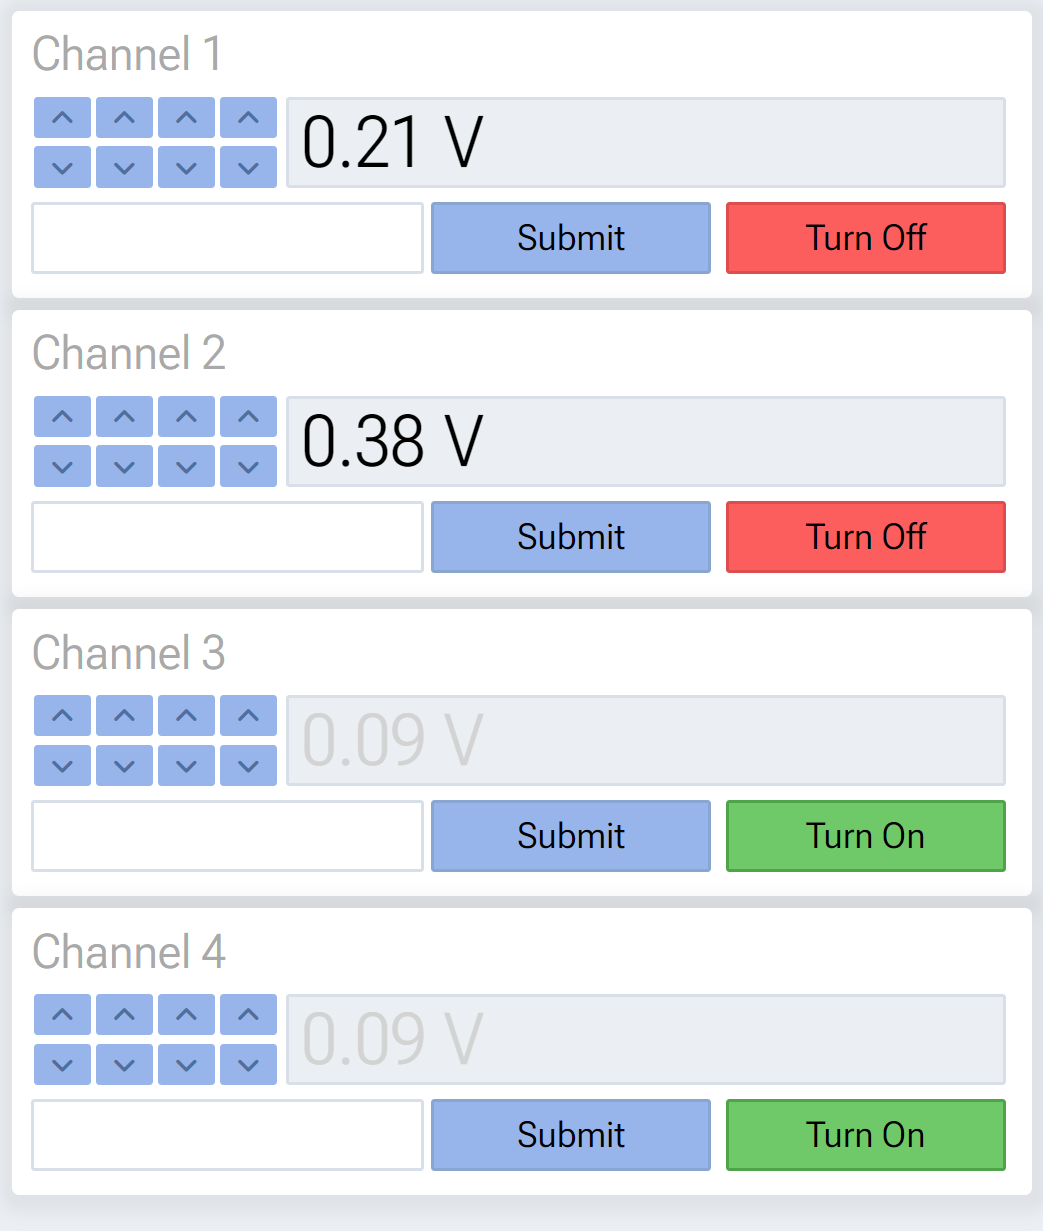 Channel 1
0.21 V
Submit Turn Off
Channel 2
0.38 V
Submit Turn Off
Channel 3
0.09 V
Submit Turn On
Channel 4
0.09 V
Submit Turn On